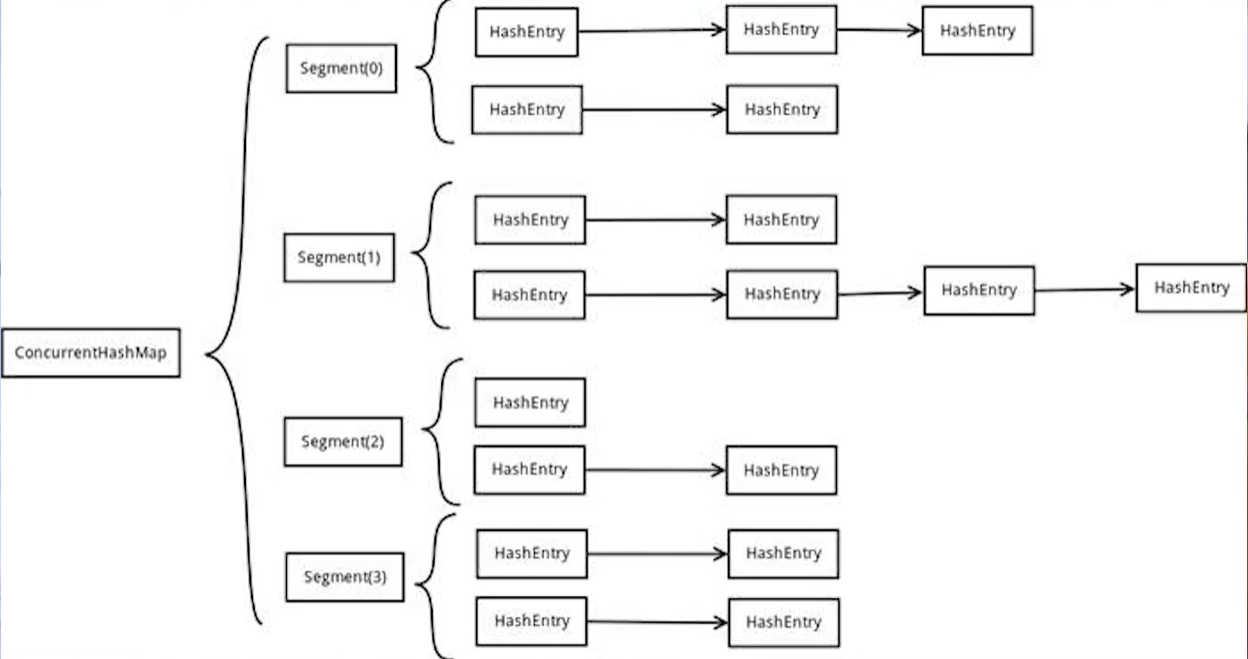 HashEntry HashEntry HashEntry
Segment(0)
HashEntry HashEntry
HashEntry HashEntry
Segment(1)
HashEntry HashEntry HashEntry HashEntry
ConcurrentHashMap
HashEntry
Segment(2)
HashEntry HashEntry
HashEntry HashEntry
Segment(3)
HashEntry HashEntry